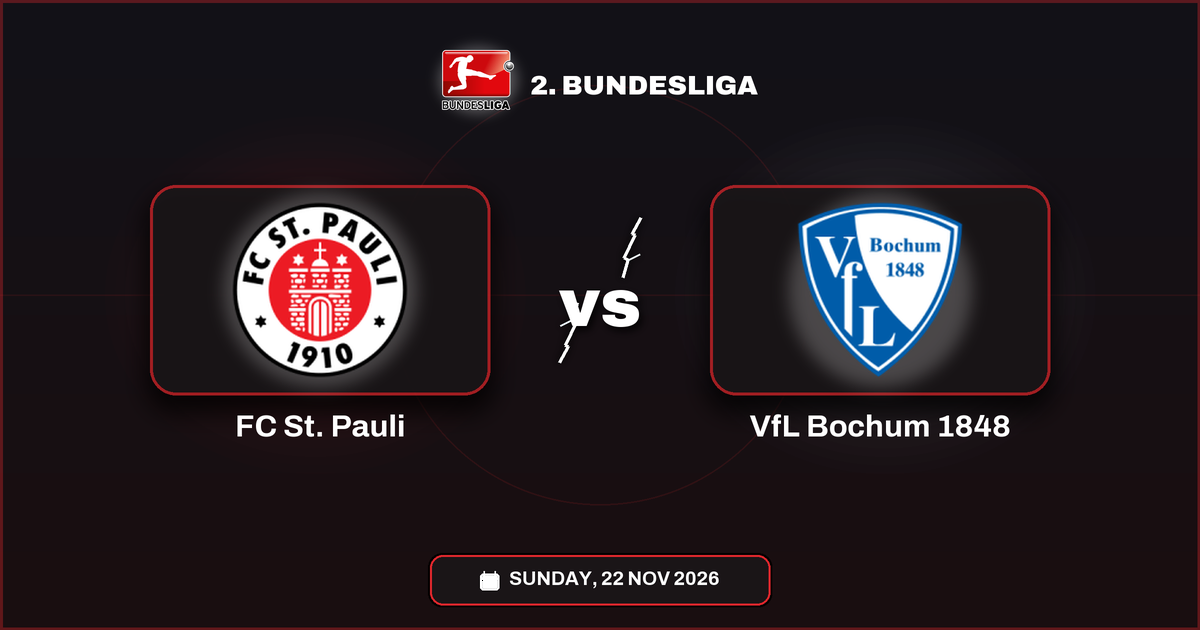 BUNDESLIGA
2. BUNDESLIGA
FC ST. PAULI
1910
VfL
Bochum
1848
VS
FC St. Pauli
VfL Bochum 1848
SUNDAY, 22 NOV 2026